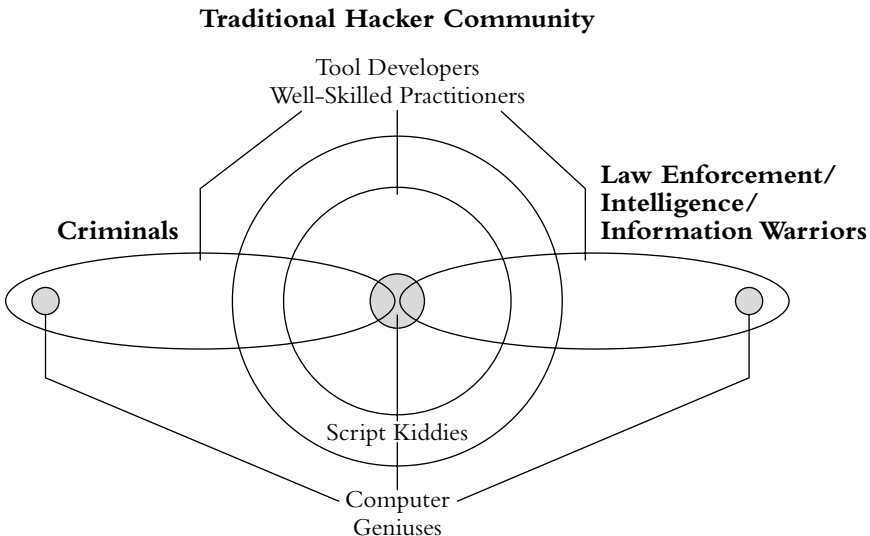 Traditional Hacker Community
Tool Developers
Well-Skilled Practitioners
Law Enforcement/
Intelligence/
Information Warriors
Criminals
Script Kiddies
Computer
Geniuses